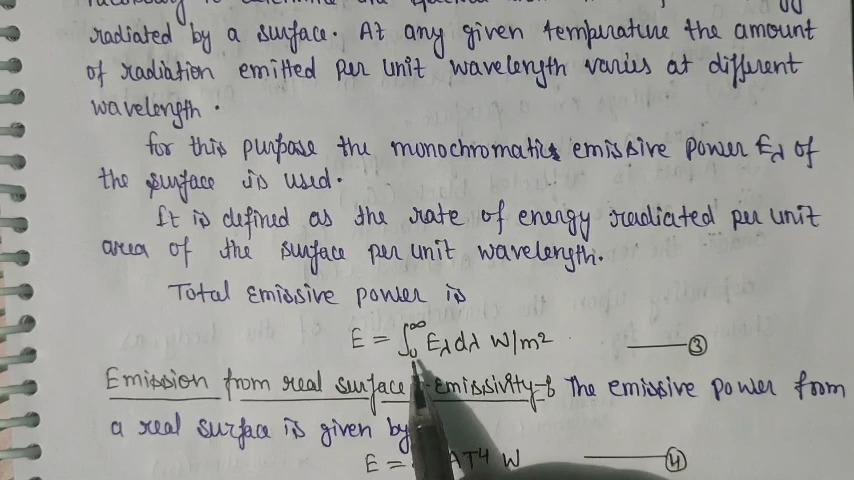 radiated by a surface. At any given temperature the amount
of radiation emitted per unit wavelength varies at different
wavelength.
for this purpose the monochromatic emissive power Eλ of
the surface is used.
It is defined as the rate of energy radiated per unit
area of the surface per unit wavelength.
Total Emissive power is
E = ∫₀^∞ Eλ dλ W/m2 ③
Emission from real surface emissivity:- The emissive power from
a real surface is given by
E = AT⁴ W ④